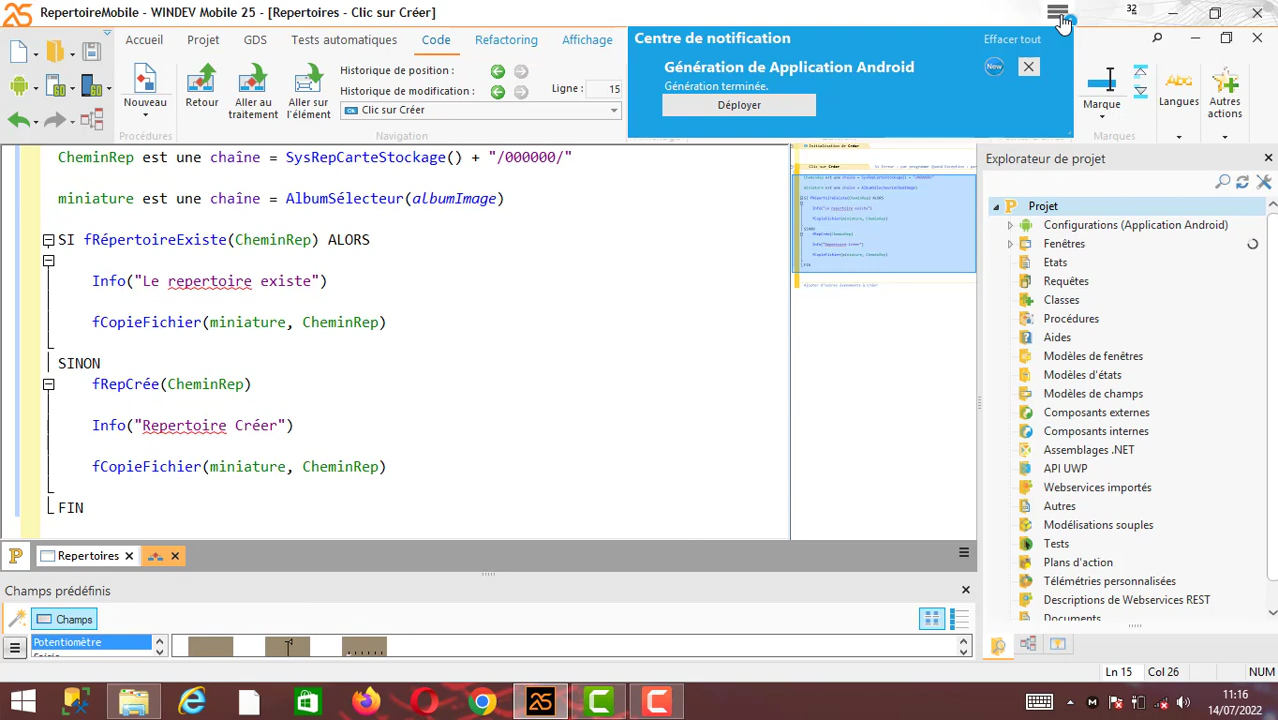 RepertoireMobile - WINDEV Mobile 25 - [Repertoires - Clic sur Créer]
32
Accueil Projet GDS Tests automatiques Code Refactoring Affichage
Centre de notification Effacer tout
Génération de Application Android New
Génération terminée.
Déployer
Nouveau
Retour
Aller au traitement
Aller sur l'élément
Historique de position :
Historique de modification :
Clic sur Créer
Ligne : 15
Marque
Langues
Autres actions
Procédures Navigation Marques
CheminRep est une chaîne = SysRepCarteStockage() + "/000000/"
miniature est une chaîne = AlbumSélecteur(albumImage)
SI fRépertoireExiste(CheminRep) ALORS
Info("Le repertoire existe")
fCopieFichier(miniature, CheminRep)
SINON
fRepCrée(CheminRep)
Info("Repertoire Créer")
fCopieFichier(miniature, CheminRep)
FIN
Explorateur de projet
Projet
Configurations (Application Android)
Fenêtres
Etats
Requêtes
Classes
Procédures
Aides
Modèles de fenêtres
Modèles d'états
Modèles de champs
Composants externes
Composants internes
Assemblages .NET
API UWP
Webservices importés
Autres
Modélisations souples
Tests
Plans d'action
Télémétries personnalisées
Descriptions de Webservices REST
Documents
Repertoires
Champs prédéfinis
Champs
Potentiomètre
Ln 15 Col 26 NUM
11:16
14/07/2022